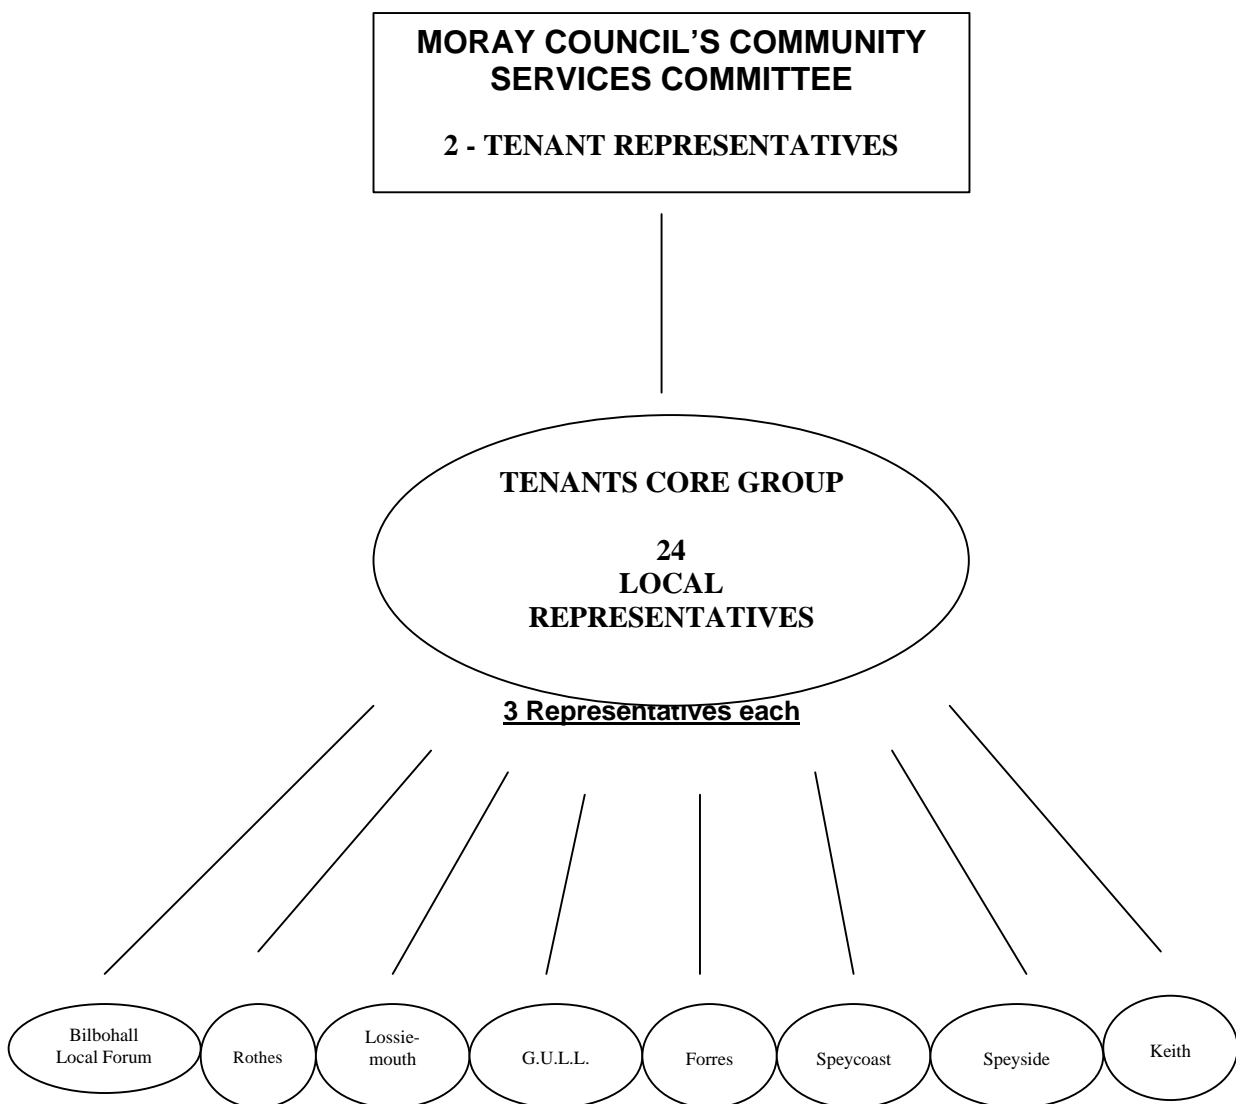 MORAY COUNCIL’S COMMUNITY
SERVICES COMMITTEE
2 - TENANT REPRESENTATIVES
TENANTS CORE GROUP
24
LOCAL
REPRESENTATIVES
3 Representatives each
Bilbohall
Local Forum
Rothes
Lossie-
mouth
G.U.L.L.
Forres
Speycoast
Speyside
Keith